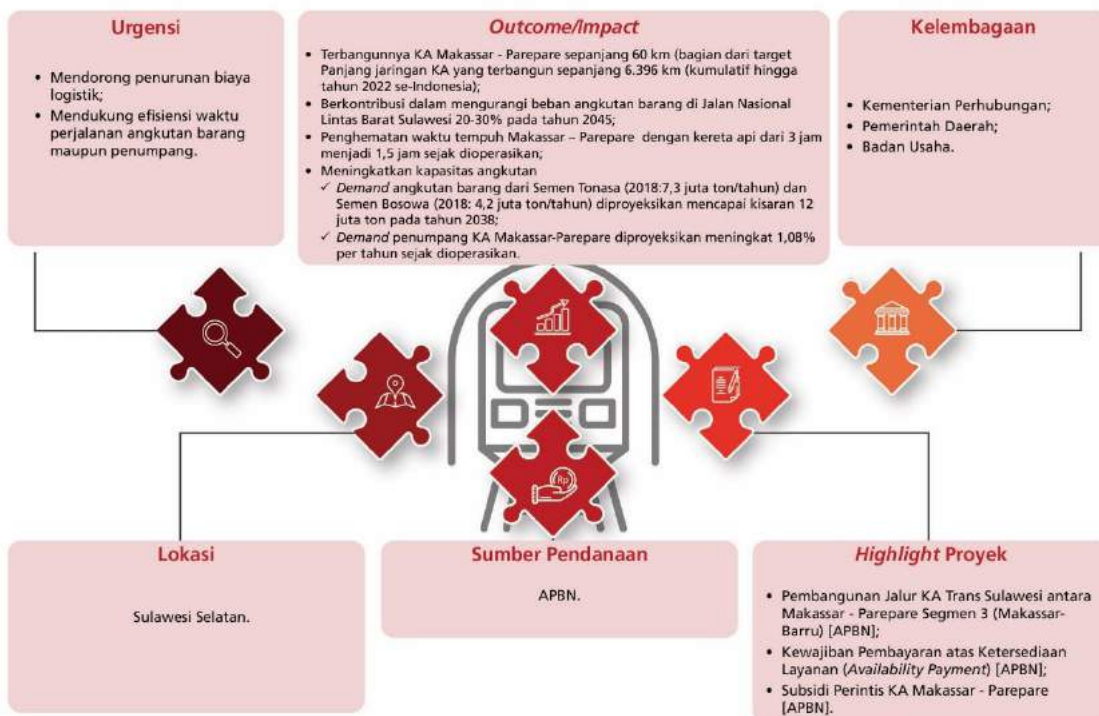 Urgensi
• Mendorong penurunan biaya
logistik;
• Mendukung efisiensi waktu
perjalanan angkutan barang
maupun penumpang.
Outcome/Impact
• Terbangunnya KA Makassar - Parepare sepanjang 60 km (bagian dari target
Panjang jaringan KA yang terbangun sepanjang 6.396 km (kumulatif hingga
tahun 2022 se-Indonesia);
• Berkontribusi dalam mengurangi beban angkutan barang di Jalan Nasional
Lintas Barat Sulawesi 20-30% pada tahun 2045;
• Penghematan waktu tempuh Makassar – Parepare dengan kereta api dari 3 jam
menjadi 1,5 jam sejak dioperasikan;
• Meningkatkan kapasitas angkutan
✓ Demand angkutan barang dari Semen Tonasa (2018:7,3 juta ton/tahun) dan
Semen Bosowa (2018: 4,2 juta ton/tahun) diproyeksikan mencapai kisaran 12
juta ton pada tahun 2038;
✓ Demand penumpang KA Makassar-Parepare diproyeksikan meningkat 1,08%
per tahun sejak dioperasikan.
Kelembagaan
• Kementerian Perhubungan;
• Pemerintah Daerah;
• Badan Usaha.
Rp
Lokasi
Sulawesi Selatan.
Sumber Pendanaan
APBN.
Highlight Proyek
• Pembangunan Jalur KA Trans Sulawesi antara
Makassar - Parepare Segmen 3 (Makassar-
Barru) [APBN];
• Kewajiban Pembayaran atas Ketersediaan
Layanan (Availability Payment) [APBN];
• Subsidi Perintis KA Makassar - Parepare
[APBN].